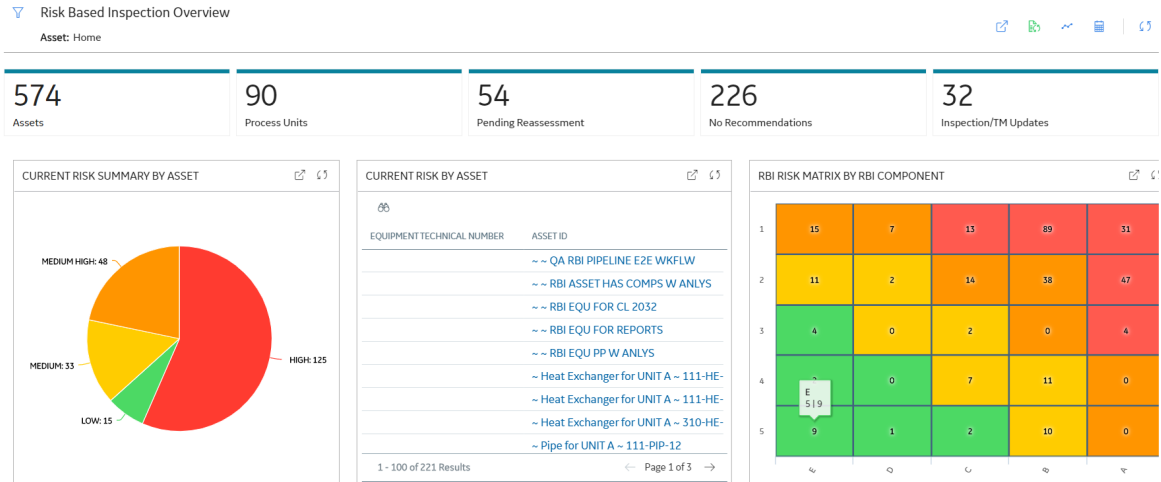 Risk Based Inspection Overview
Asset: Home
574
Assets
90
Process Units
54
Pending Reassessment
226
No Recommendations
32
Inspection/TM Updates
CURRENT RISK SUMMARY BY ASSET
MEDIUM HIGH: 48
MEDIUM: 33
LOW: 15
HIGH: 125
CURRENT RISK BY ASSET
EQUIPMENT TECHNICAL NUMBER ASSET ID
~ ~ QA RBI PIPELINE E2E WKFLW
~ ~ RBI ASSET HAS COMPS W ANLYS
~ ~ RBI EQU FOR CL 2032
~ ~ RBI EQU FOR REPORTS
~ ~ RBI EQU PP W ANLYS
~ Heat Exchanger for UNIT A ~ 111-HE-
~ Heat Exchanger for UNIT A ~ 111-HE-
~ Heat Exchanger for UNIT A ~ 310-HE-
~ Pipe for UNIT A ~ 111-PIP-12
1 - 100 of 221 Results Page 1 of 3
RBI RISK MATRIX BY RBI COMPONENT
1 15 7 13 89 31
2 11 2 14 38 47
3 4 0 2 0 4
4 0 7 11 0
E
5 | 9
5 9 1 2 10 0
E D C B A